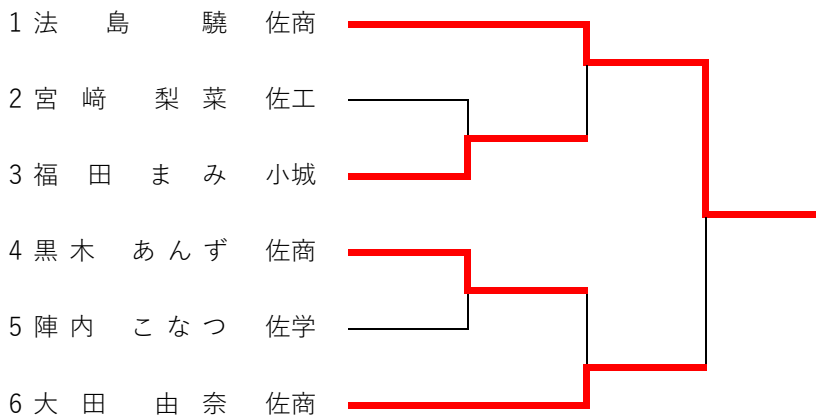 1 法 島 驍 佐商
2 宮 﨑 梨 菜 佐工
3 福 田 ま み 小城
4 黒 木 あ ん ず 佐商
5 陣 内 こ な つ 佐学
6 大 田 由 奈 佐商